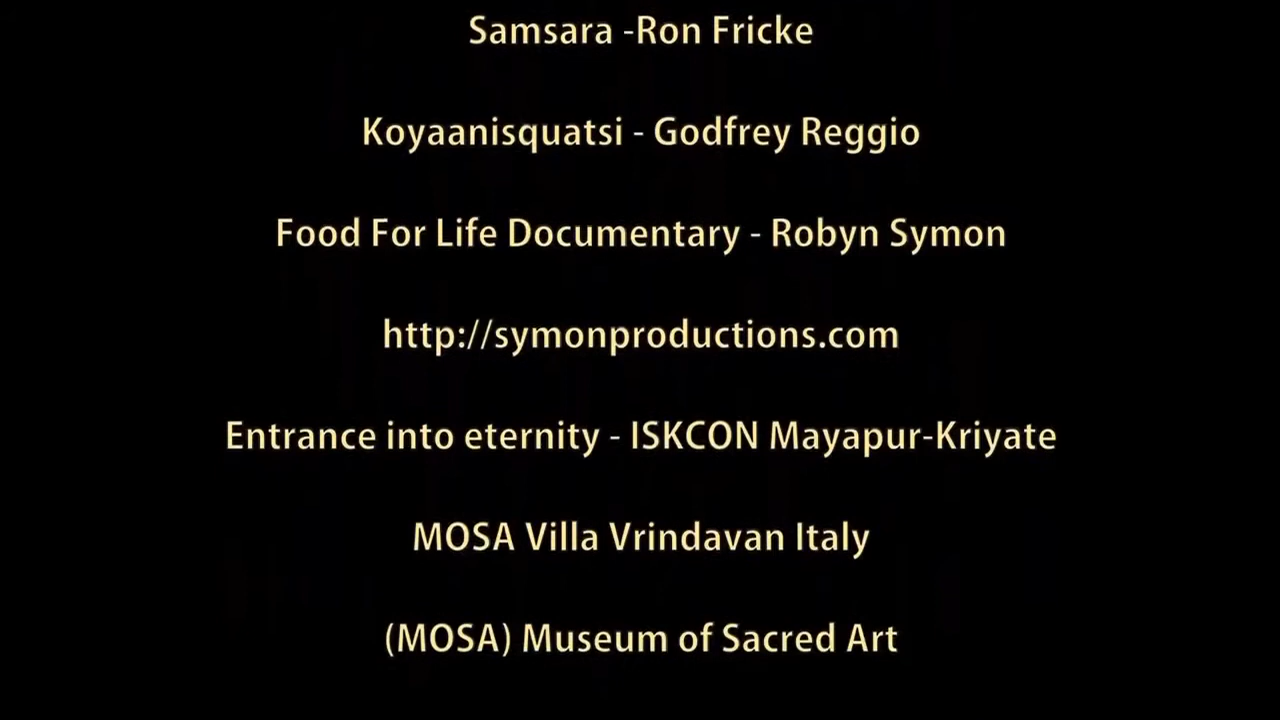 Samsara -Ron Fricke
Koyaanisquatsi - Godfrey Reggio
Food For Life Documentary - Robyn Symon
http://symonproductions.com
Entrance into eternity - ISKCON Mayapur-Kriyate
MOSA Villa Vrindavan Italy
(MOSA) Museum of Sacred Art